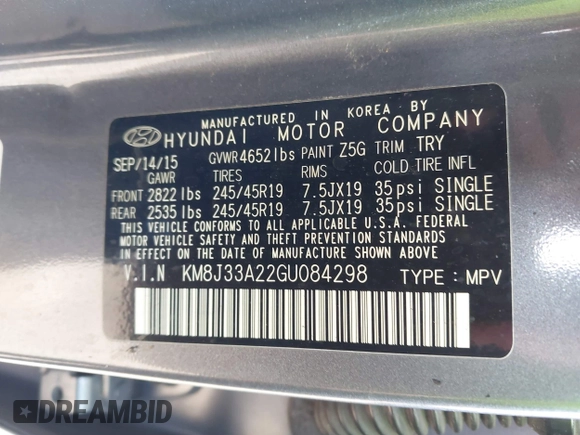 MANUFACTURED IN KOREA BY
HYUNDAI MOTOR COMPANY
SEP/14/15 GVWR4652lbs PAINT Z5G TRIM TRY
GAWR TIRES RIMS COLD TIRE INFL
FRONT 2822 lbs 245/45R19 7.5JX19 35psi SINGLE
REAR 2535 lbs 245/45R19 7.5JX19 35psi SINGLE
THIS VEHICLE CONFORMS TO ALL APPLICABLE U.S.A. FEDERAL
MOTOR VEHICLE SAFETY AND THEFT PREVENTION STANDARDS
IN EFFECT ON THE DATE OF MANUFACTURE SHOWN ABOVE.
V.I.N KM8J33A22GU084298 TYPE : MPV
DREAMBID